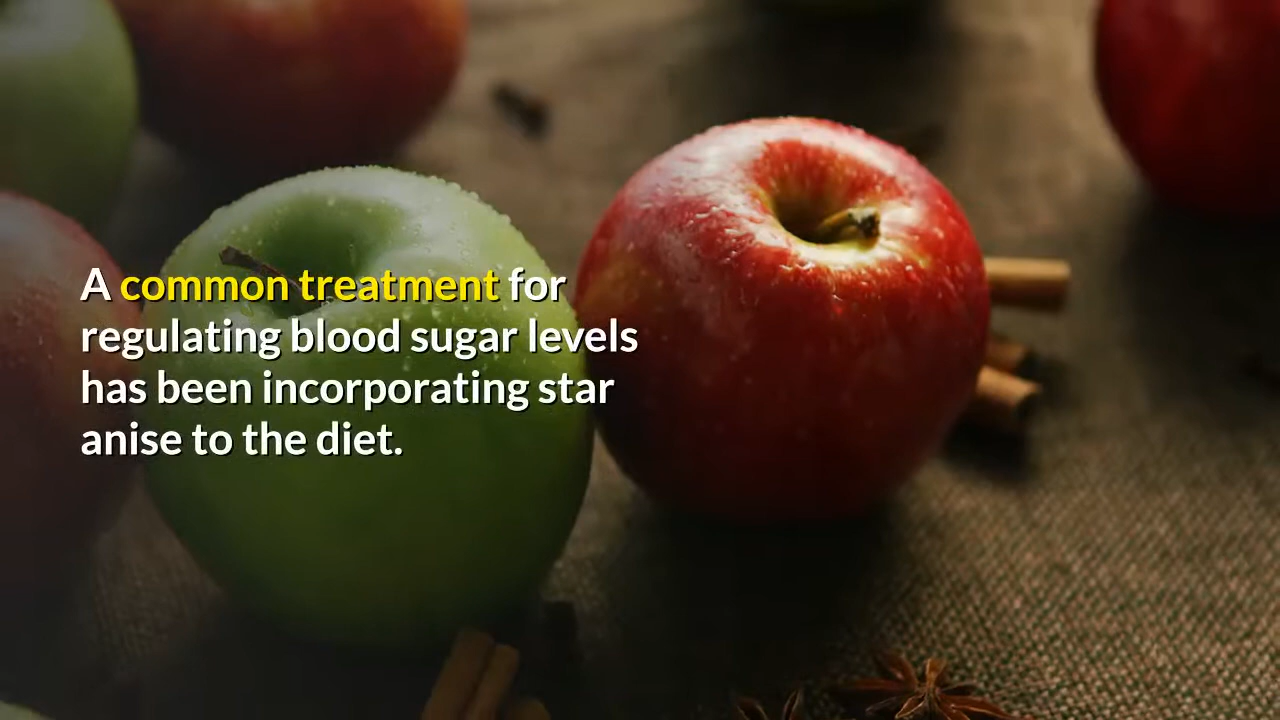 A common treatment for
regulating blood sugar levels
has been incorporating star
anise to the diet.